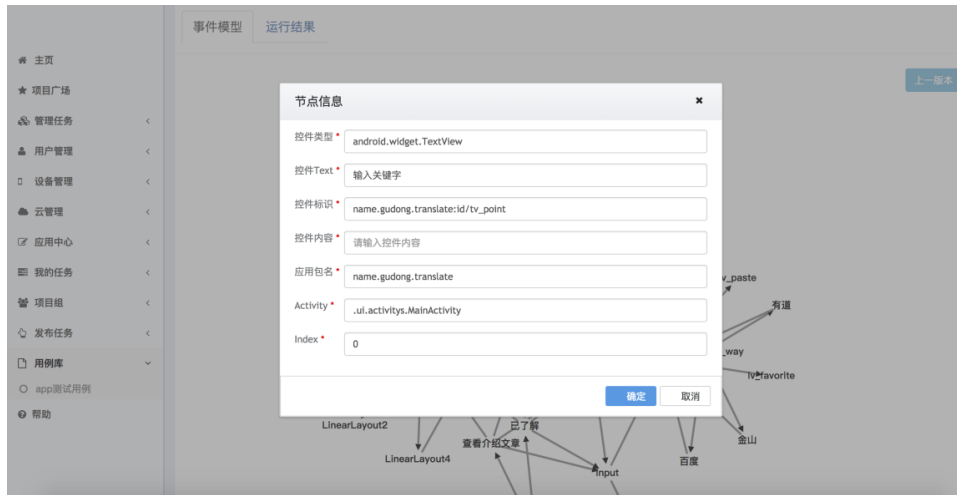 事件模型
运行结果
主页
项目广场
管理任务
用户管理
设备管理
云管理
应用中心
我的任务
项目组
发布任务
用例库
app测试用例
帮助
上一版本
节点信息
控件类型 *
android.widget.TextView
控件Text *
输入关键字
控件标识 *
name.gudong.translate:id/tv_point
控件内容 *
请输入控件内容
应用包名 *
name.gudong.translate
Activity *
.ui.activitys.MainActivity
Index *
0
确定
取消
v_paste
有道
_way
iv_favorite
LinearLayout2
已了解
查看介绍文章
金山
LinearLayout4
百度
input